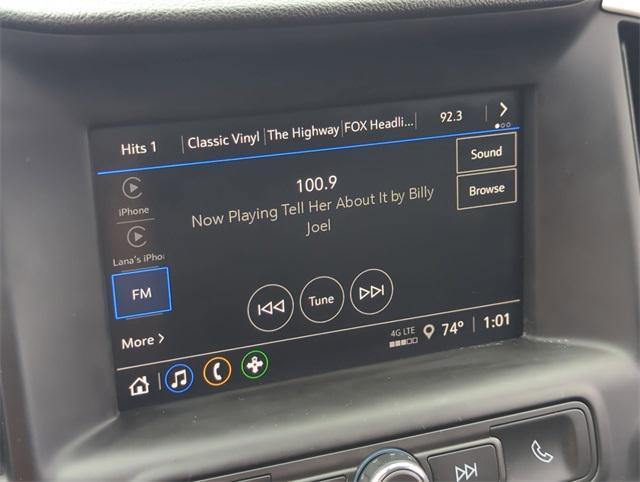 Hits 1 Classic Vinyl The Highway FOX Headli... 92.3
Sound
Browse
iPhone
Lana's iPho
FM
More
100.9
Now Playing Tell Her About It by Billy
Joel
Tune
4G LTE 74° 1:01